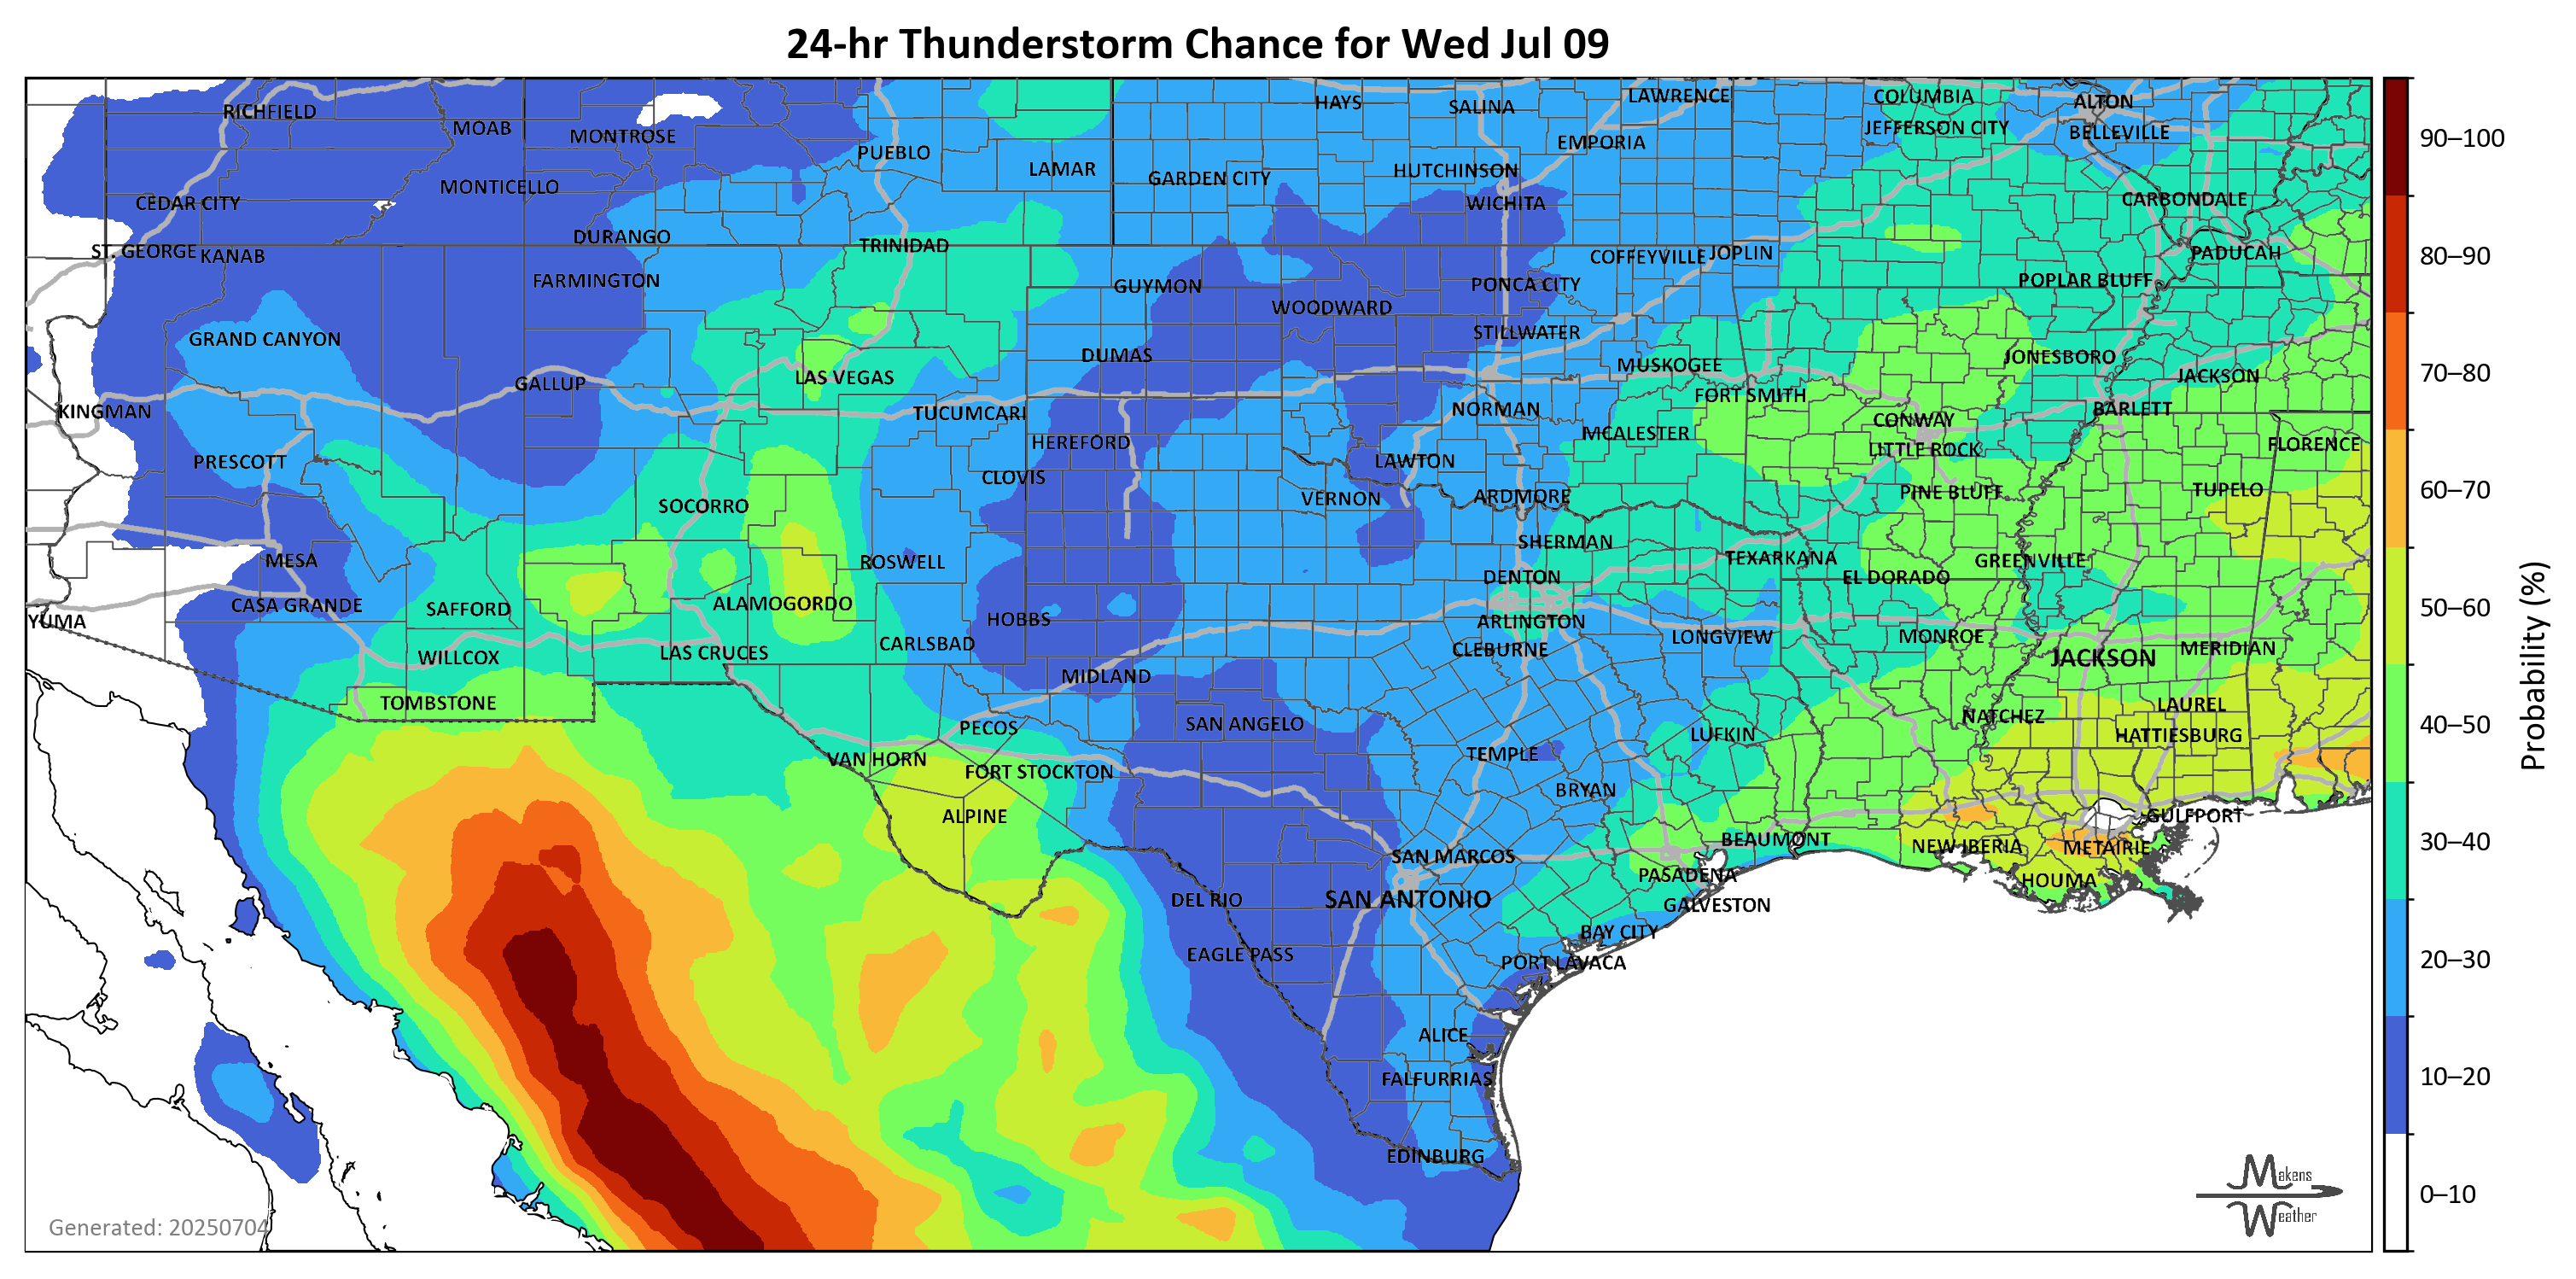 24-hr Thunderstorm Chance for Wed Jul 09
RICHFIELD
MOAB
MONTROSE
PUEBLO
LAMAR
HAYS
SALINA
LAWRENCE
COLUMBIA
ALTON
JEFFERSON CITY
BELLEVILLE
EMPORIA
HUTCHINSON
GARDEN CITY
MONTICELLO
CEDAR CITY
WICHITA
CARBONDALE
DURANGO
TRINIDAD
ST. GEORGE
KANAB
COFFEYVILLE
JOPLIN
PADUCAH
FARMINGTON
GUYMON
PONCA CITY
POPLAR BLUFF
WOODWARD
STILLWATER
GRAND CANYON
DUMAS
MUSKOGEE
JONESBORO
GALLUP
LAS VEGAS
JACKSON
FORT SMITH
KINGMAN
TUCUMCARI
NORMAN
BARLETT
CONWAY
HEREFORD
MCALESTER
LITTLE ROCK
FLORENCE
PRESCOTT
CLOVIS
LAWTON
SOCORRO
VERNON
ARDMORE
PINE BLUFF
TUPELO
MESA
ROSWELL
SHERMAN
TEXARKANA
GREENVILLE
CASA GRANDE
SAFFORD
ALAMOGORDO
DENTON
EL DORADO
YUMA
HOBBS
ARLINGTON
WILLCOX
LAS CRUCES
CARLSBAD
CLEBURNE
LONGVIEW
MONROE
JACKSON
MERIDIAN
TOMBSTONE
MIDLAND
PECOS
SAN ANGELO
NATCHEZ
LAUREL
VAN HORN
FORT STOCKTON
TEMPLE
LUFKIN
HATTIESBURG
ALPINE
BRYAN
GULFPORT
SAN MARCOS
BEAUMONT
NEW IBERIA
METAIRIE
DEL RIO
SAN ANTONIO
PASADENA
HOUMA
GALVESTON
EAGLE PASS
BAY CITY
PORT LAVACA
ALICE
FALFURRIAS
EDINBURG
Generated: 20250704
Makens
Weather
90–100
80–90
70–80
60–70
50–60
40–50
30–40
20–30
10–20
0–10
Probability (%)